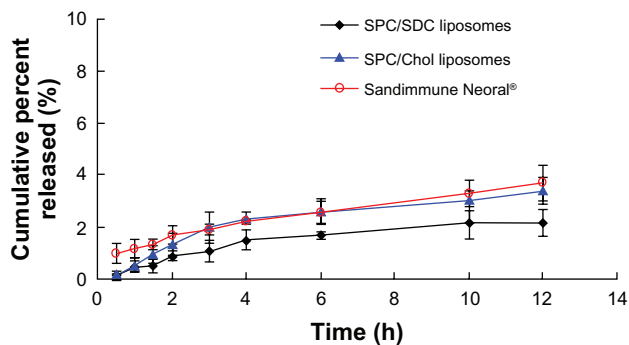 SPC/SDC liposomes
SPC/Chol liposomes
Sandimmune Neoral®
Cumulative percent
released (%)
10
8
6
4
2
0
0 2 4 6 8 10 12 14
Time (h)